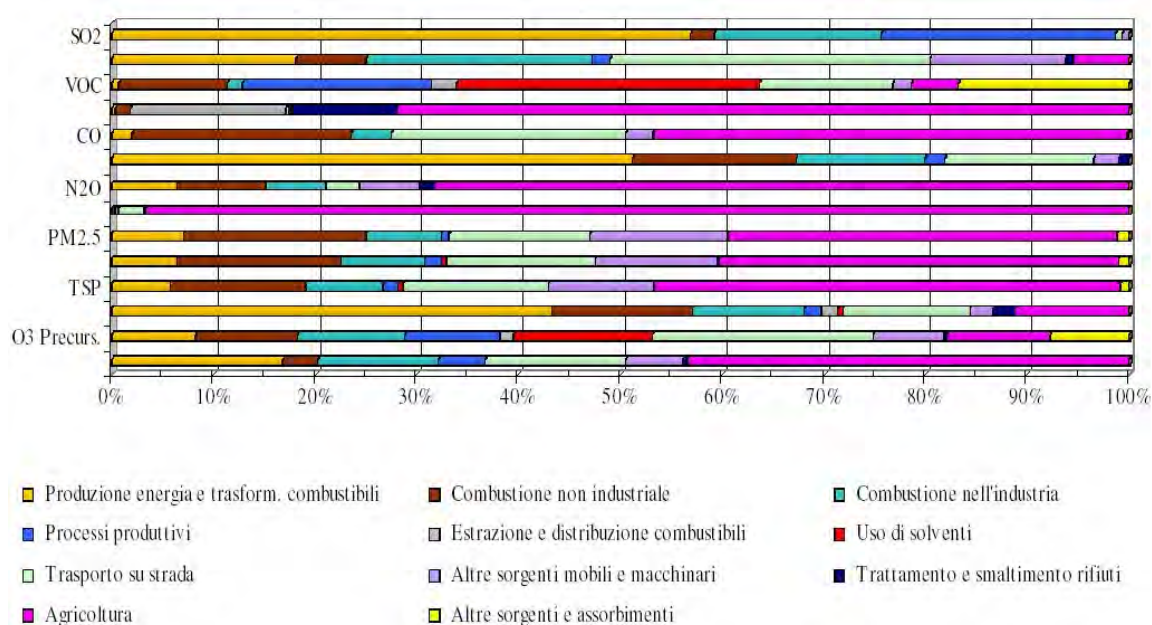 SO2
VOC
CO
N2O
PM2.5
TSP
O3 Precurs.
0% 10% 20% 30% 40% 50% 60% 70% 80% 90% 100%
Produzione energia e trasform. combustibili Combustione non industriale Combustione nell'industria
Processi produttivi Estrazione e distribuzione combustibili Uso di solventi
Trasporto su strada Altre sorgenti mobili e macchinari Trattamento e smaltimento rifiuti
Agricoltura Altre sorgenti e assorbimenti